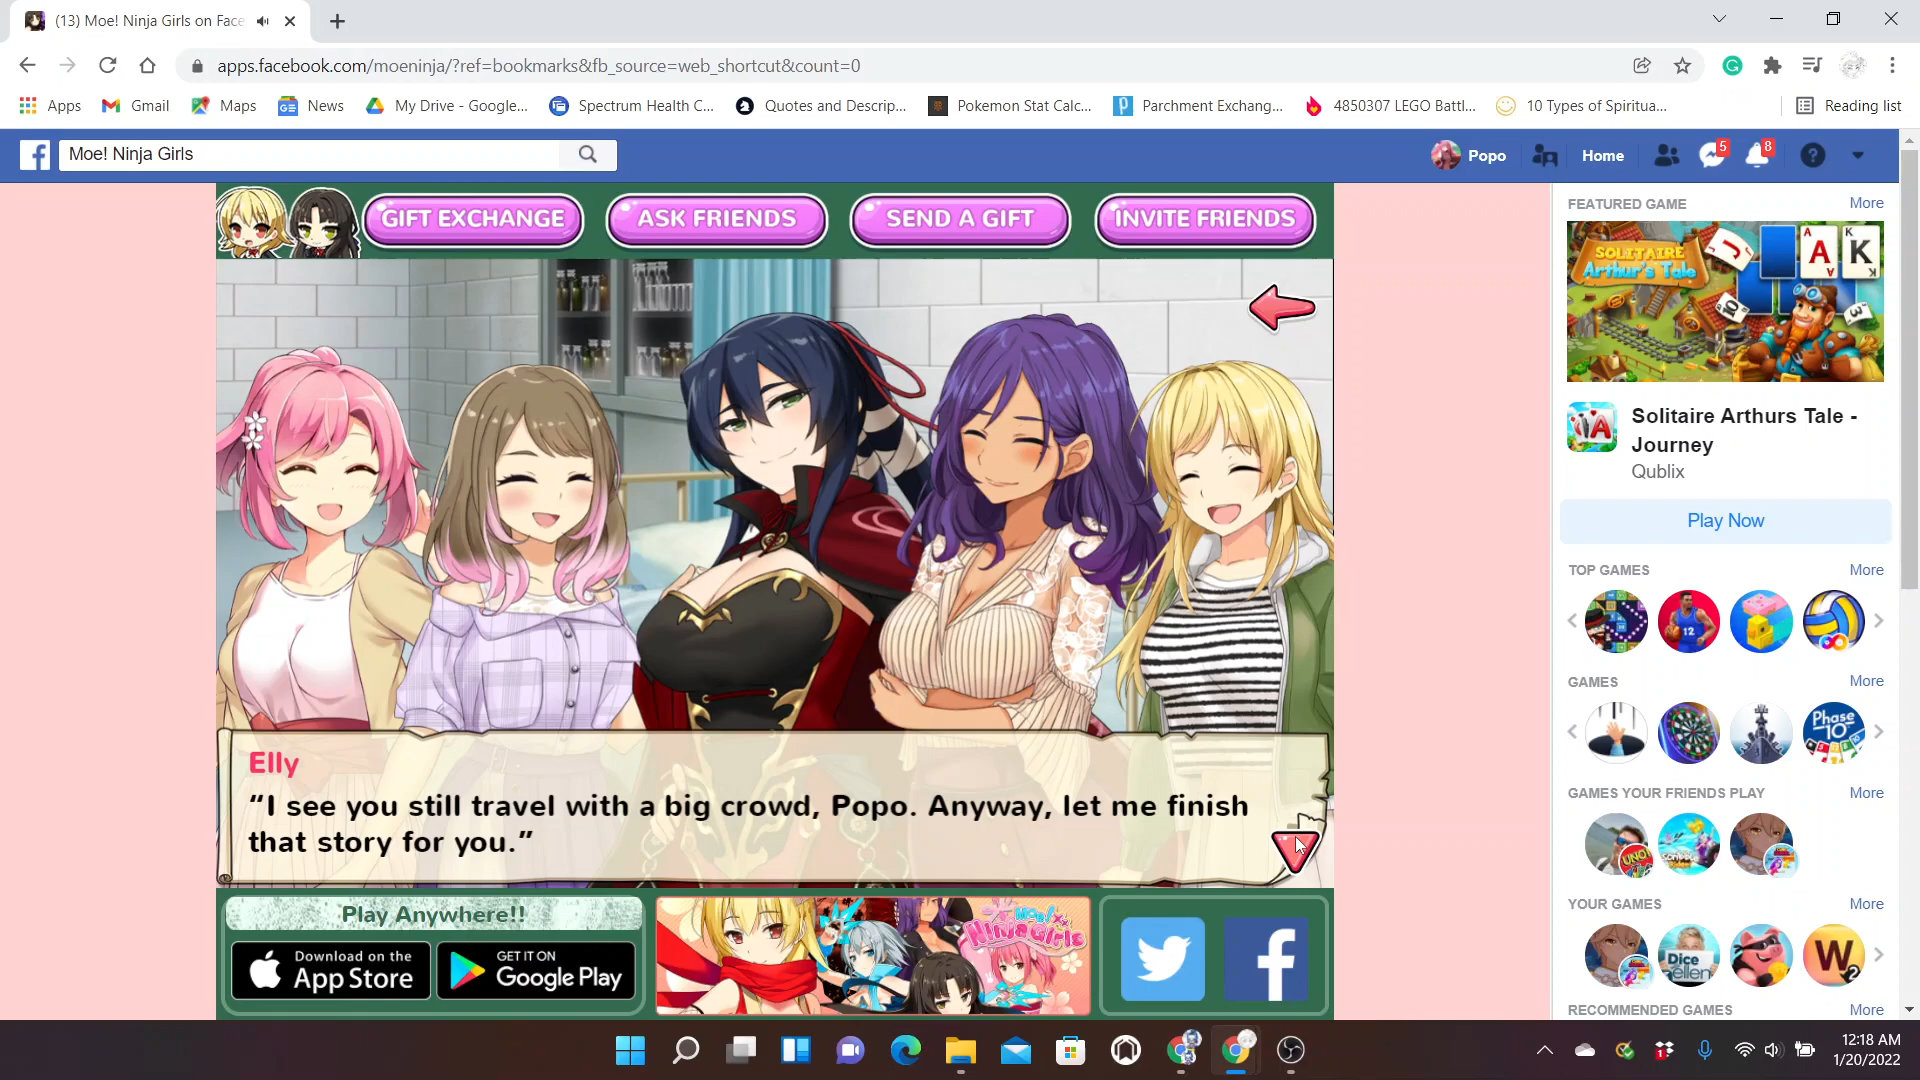 (13) Moe! Ninja Girls on Face
apps.facebook.com/moeninja/?ref=bookmarks&fb_source=web_shortcut&count=0
Apps Gmail Maps News My Drive - Google... Spectrum Health C... Quotes and Descrip... Pokemon Stat Calc... Parchment Exchang... 4850307 LEGO Battl... 10 Types of Spiritua... Reading list
Moe! Ninja Girls Popo Home 5 8
GIFT EXCHANGE ASK FRIENDS SEND A GIFT INVITE FRIENDS
FEATURED GAME More
SOLITAIRE
Arthur's Tale
Solitaire Arthurs Tale -
Journey
Qublix
Play Now
TOP GAMES More
GAMES More
GAMES YOUR FRIENDS PLAY More
YOUR GAMES More
RECOMMENDED GAMES More
Elly
“I see you still travel with a big crowd, Popo. Anyway, let me finish
that story for you.”
Play Anywhere!!
Download on the
App Store
GET IT ON
Google Play
Moe!
Ninja Girls
Phase
10
UNO
Dice
ellen
W
2
12
12:18 AM
1/20/2022